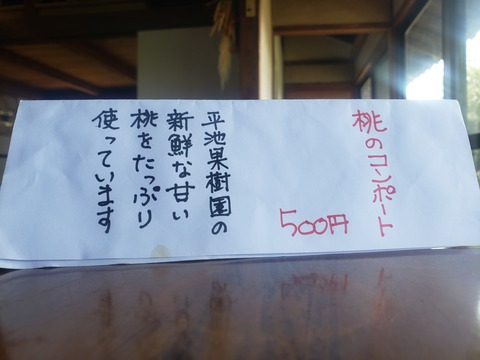 桃のコンポート
500円
平池果樹園の
新鮮な甘い
桃をたっぷり
使っています